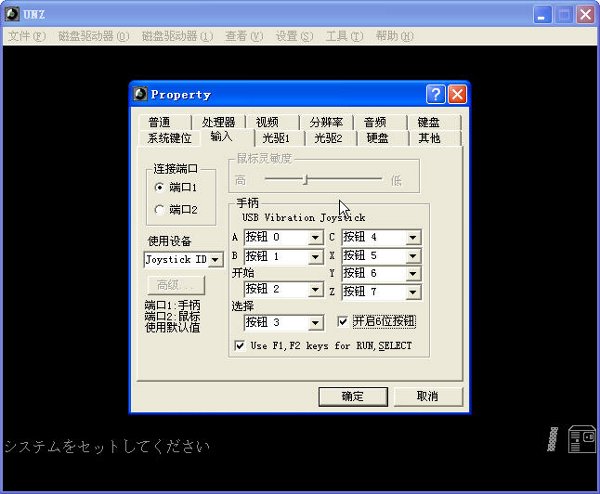 UNZ
文件(F) 磁盘驱动器(0) 磁盘驱动器(1) 查看(V) 设置(S) 工具(T) 帮助(H)
Property
普通 处理器 视频 分辨率 音频 键盘
系统键位 输入 光驱1 光驱2 硬盘 其他
连接端口
端口1
端口2
使用设备
Joystick ID
高级...
端口1:手柄
端口2:鼠标
使用默认值
鼠标灵敏度
高 低
手柄
USB Vibration Joystick
A 按钮 0 C 按钮 4
B 按钮 1 X 按钮 5
开始 Y 按钮 6
按钮 2 Z 按钮 7
选择
按钮 3 开启6位按钮
Use F1,F2 keys for RUN,SELECT
确定 取消
システムをセットしてください